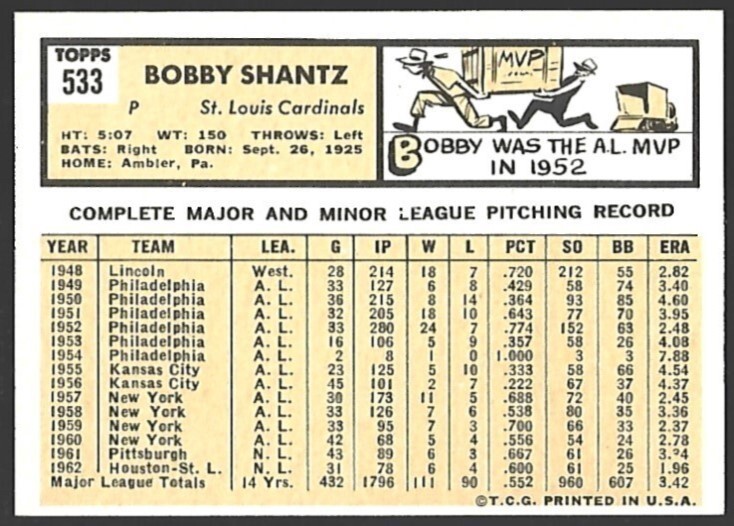 TOPPS
533
BOBBY SHANTZ
P St. Louis Cardinals
HT: 5:07 WT: 150 THROWS: Left
BATS: Right BORN: Sept. 26, 1925
HOME: Ambler, Pa.
MVP
BOBBY WAS THE A.L. MVP
IN 1952
COMPLETE MAJOR AND MINOR LEAGUE PITCHING RECORD
YEAR TEAM LEA. G IP W L PCT SO BB ERA
1948 Lincoln West. 28 214 18 7 .720 212 55 2.82
1949 Philadelphia A. L. 33 127 6 8 .429 58 74 3.40
1950 Philadelphia A. L. 36 215 8 14 .364 93 85 4.60
1951 Philadelphia A. L. 32 205 18 10 .643 77 70 3.95
1952 Philadelphia A. L. 33 280 24 7 .774 152 63 2.48
1953 Philadelphia A. L. 16 106 5 9 .357 58 26 4.08
1954 Philadelphia A. L. 2 8 1 0 1.000 3 3 7.88
1955 Kansas City A. L. 23 125 5 10 .333 58 66 4.54
1956 Kansas City A. L. 45 101 2 7 .222 67 37 4.37
1957 New York A. L. 30 173 11 5 .688 72 40 2.45
1958 New York A. L. 33 126 7 6 .538 80 35 3.36
1959 New York A. L. 33 95 7 3 .700 66 33 2.37
1960 New York A. L. 42 68 5 4 .556 54 24 2.78
1961 Pittsburgh N. L. 43 89 6 3 .667 61 26
1962 Houston-St. L. N. L. 31 78 6 4 .600 61 25 1.96
Major League Totals 14 Yrs. 432 1796 111 90 .552 960 607 3.42
©T.C.G. PRINTED IN U.S.A.